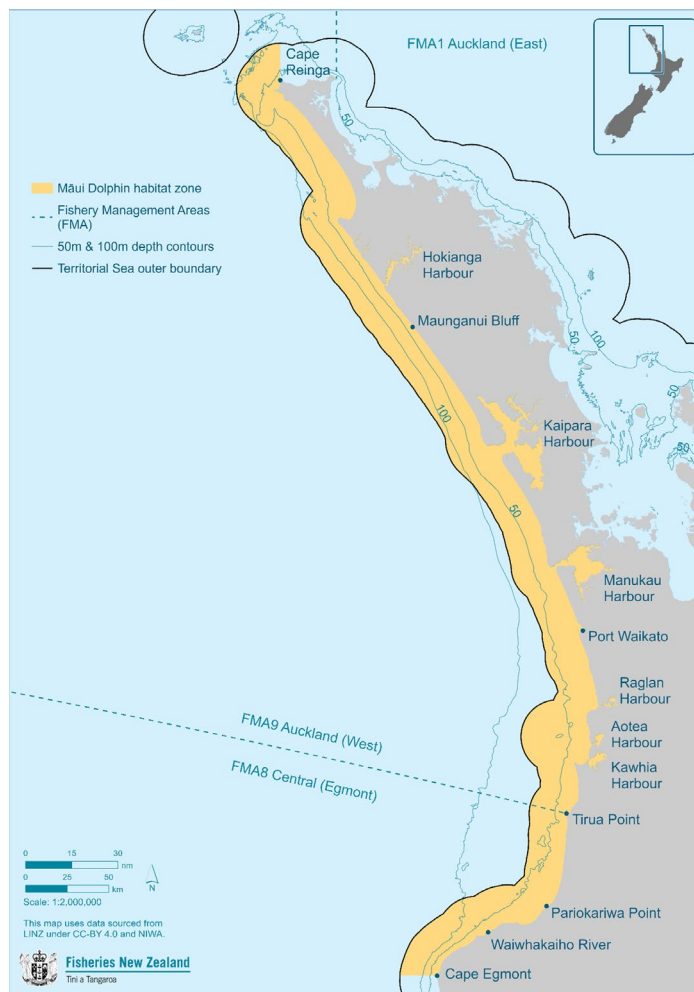 Cape
Reinga
FMA1 Auckland (East)
50
Māui Dolphin habitat zone
Fishery Management Areas
(FMA)
50m & 100m depth contours
Territorial Sea outer boundary
Hokianga
Harbour
Maunganui Bluff
100
50
50
100
Kaipara
Harbour
50
50
Manukau
Harbour
Port Waikato
Raglan
Harbour
FMA9 Auckland (West)
Aotea
Harbour
FMA8 Central (Egmont)
Kawhia
Harbour
Tirua Point
0 15 30
nm
0 25 50
km
N
Scale: 1:2,000,000
This map uses data sourced from
LINZ under CC-BY 4.0 and NIWA.
Pariokariwa Point
Waiwhakaiho River
Fisheries New Zealand
Tini a Tangaroa
Cape Egmont